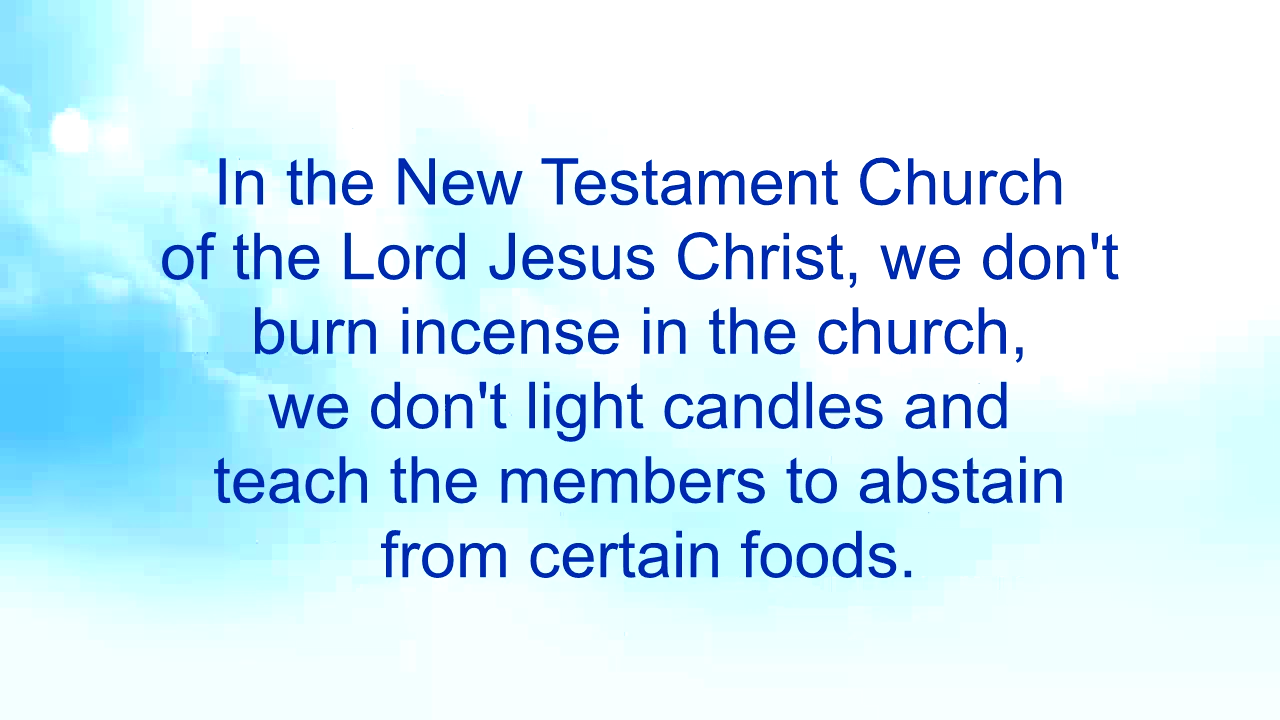 In the New Testament Church
of the Lord Jesus Christ, we don't
burn incense in the church,
we don't light candles and
teach the members to abstain
from certain foods.